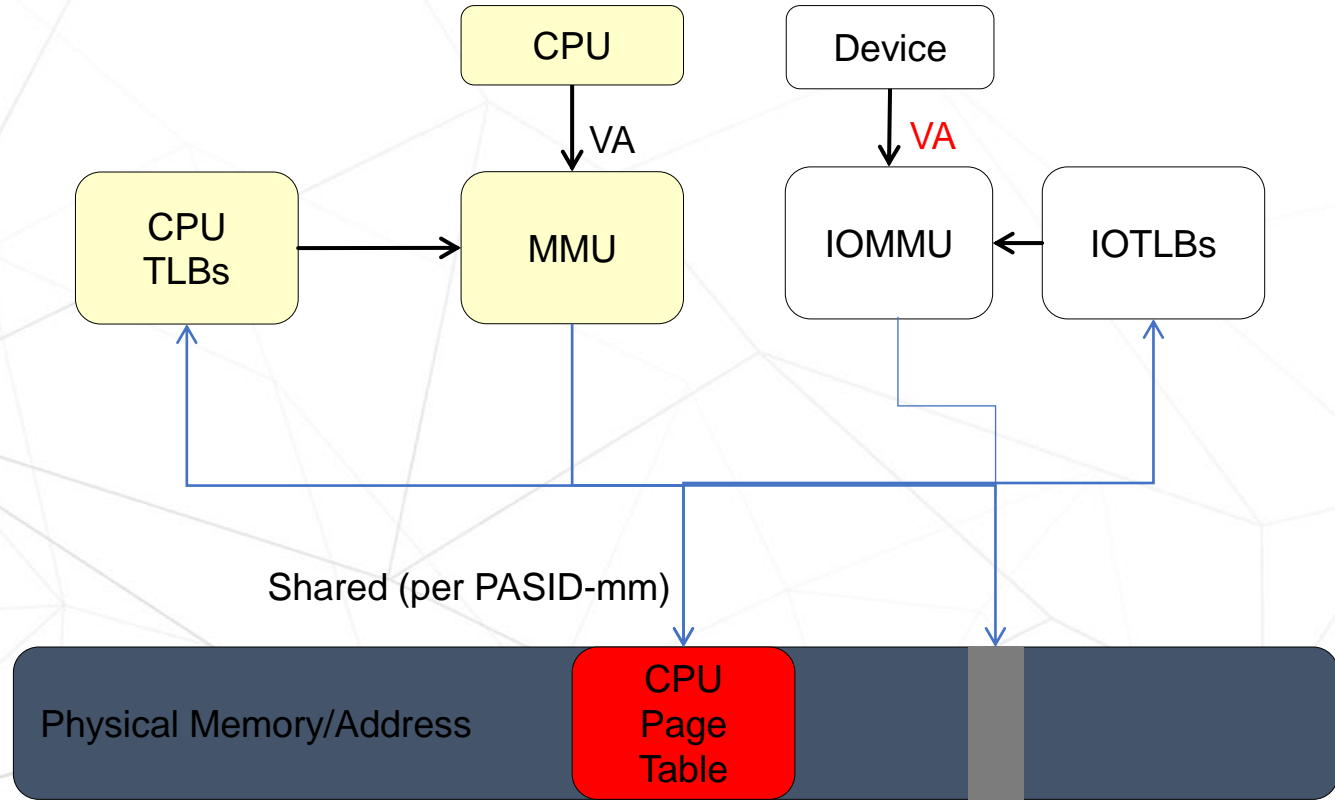 CPU
Device
VA
VA
CPU
TLBs
MMU
IOMMU
IOTLBs
Shared (per PASID-mm)
Physical Memory/Address
CPU
Page
Table